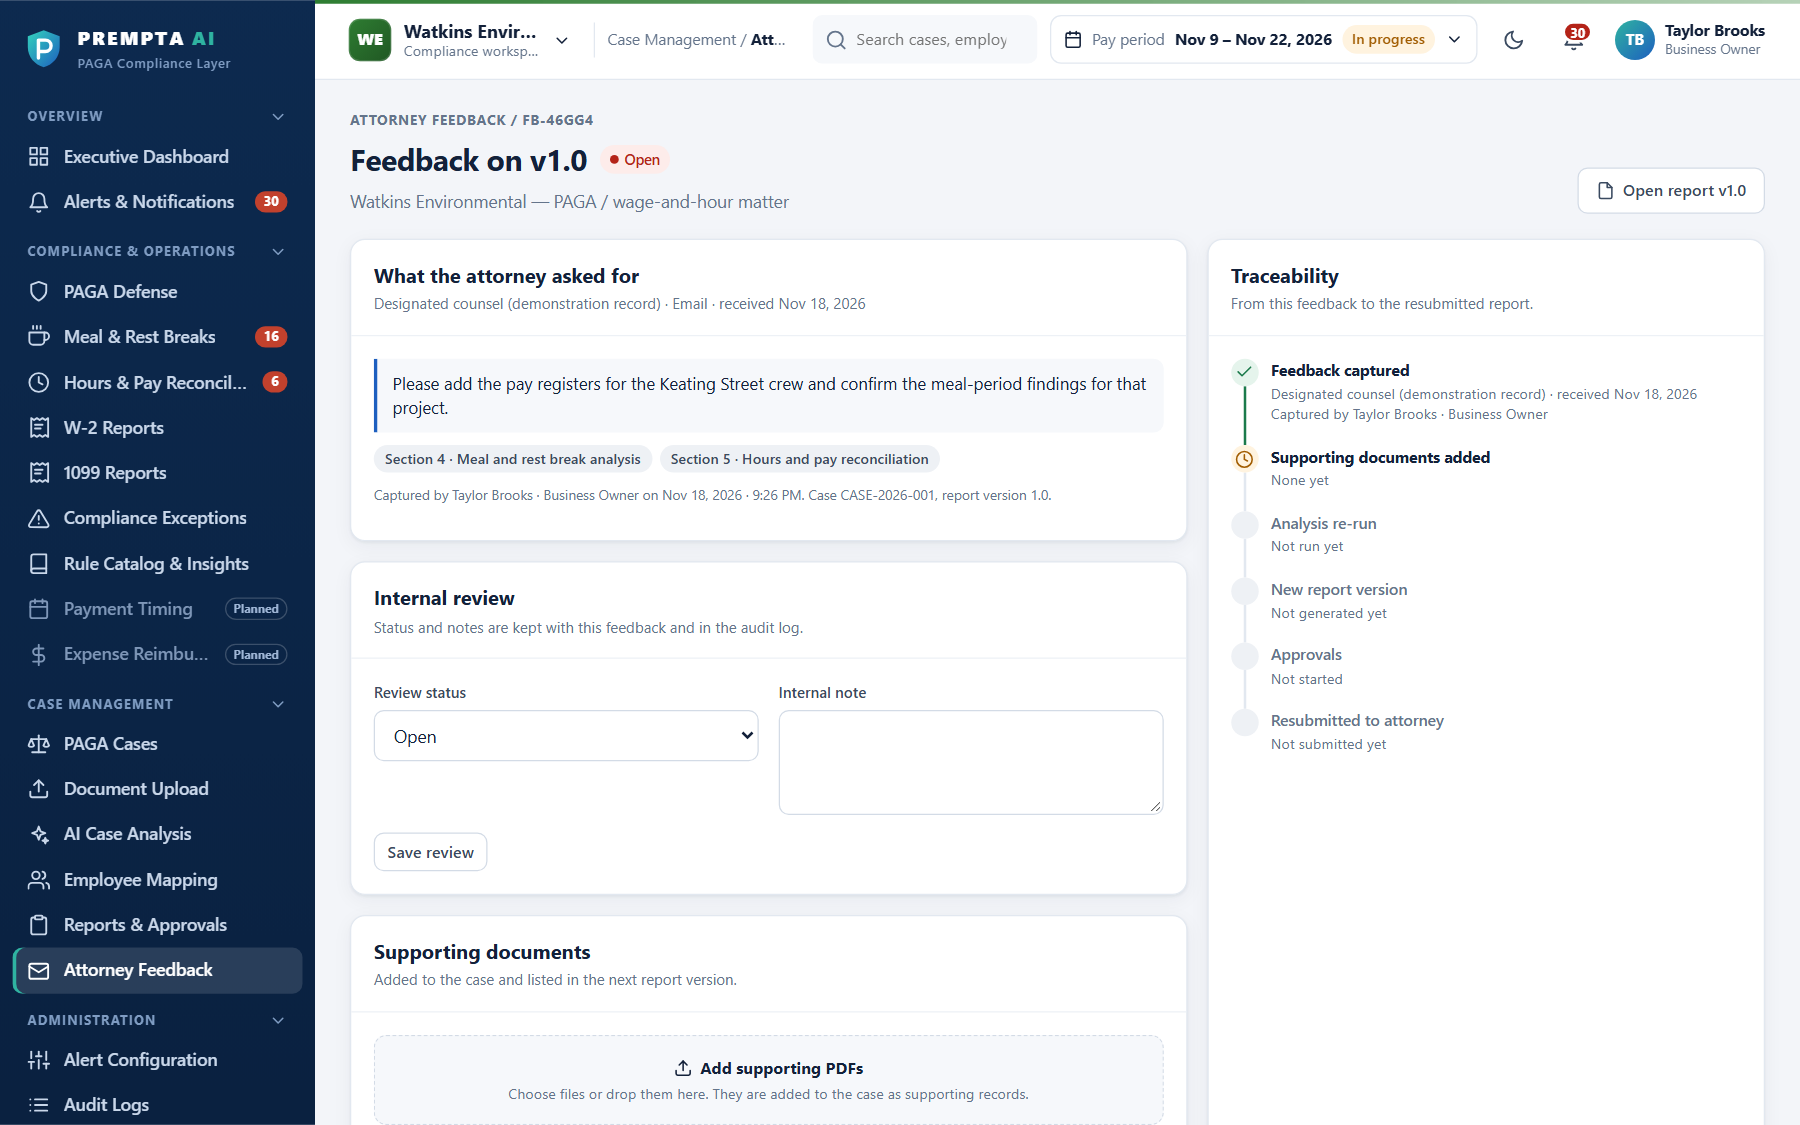 PREMPTA AI
PAGA Compliance Layer
OVERVIEW
Executive Dashboard
Alerts & Notifications 30
COMPLIANCE & OPERATIONS
PAGA Defense
Meal & Rest Breaks 16
Hours & Pay Reconcil... 6
W-2 Reports
1099 Reports
Compliance Exceptions
Rule Catalog & Insights
Payment Timing Planned
Expense Reimbu... Planned
CASE MANAGEMENT
PAGA Cases
Document Upload
AI Case Analysis
Employee Mapping
Reports & Approvals
Attorney Feedback
ADMINISTRATION
Alert Configuration
Audit Logs
WE
Watkins Envir...
Compliance worksp...
Case Management / Att...
Search cases, employ
Pay period Nov 9 – Nov 22, 2026 In progress
30
TB
Taylor Brooks
Business Owner
ATTORNEY FEEDBACK / FB-46GG4
Feedback on v1.0 Open
Watkins Environmental — PAGA / wage-and-hour matter
Open report v1.0
What the attorney asked for
Designated counsel (demonstration record) · Email · received Nov 18, 2026
Please add the pay registers for the Keating Street crew and confirm the meal-period findings for that
project.
Section 4 · Meal and rest break analysis
Section 5 · Hours and pay reconciliation
Captured by Taylor Brooks · Business Owner on Nov 18, 2026 · 9:26 PM. Case CASE-2026-001, report version 1.0.
Internal review
Status and notes are kept with this feedback and in the audit log.
Review status
Open
Internal note
Save review
Supporting documents
Added to the case and listed in the next report version.
Add supporting PDFs
Choose files or drop them here. They are added to the case as supporting records.
Traceability
From this feedback to the resubmitted report.
Feedback captured
Designated counsel (demonstration record) · received Nov 18, 2026
Captured by Taylor Brooks · Business Owner
Supporting documents added
None yet
Analysis re-run
Not run yet
New report version
Not generated yet
Approvals
Not started
Resubmitted to attorney
Not submitted yet